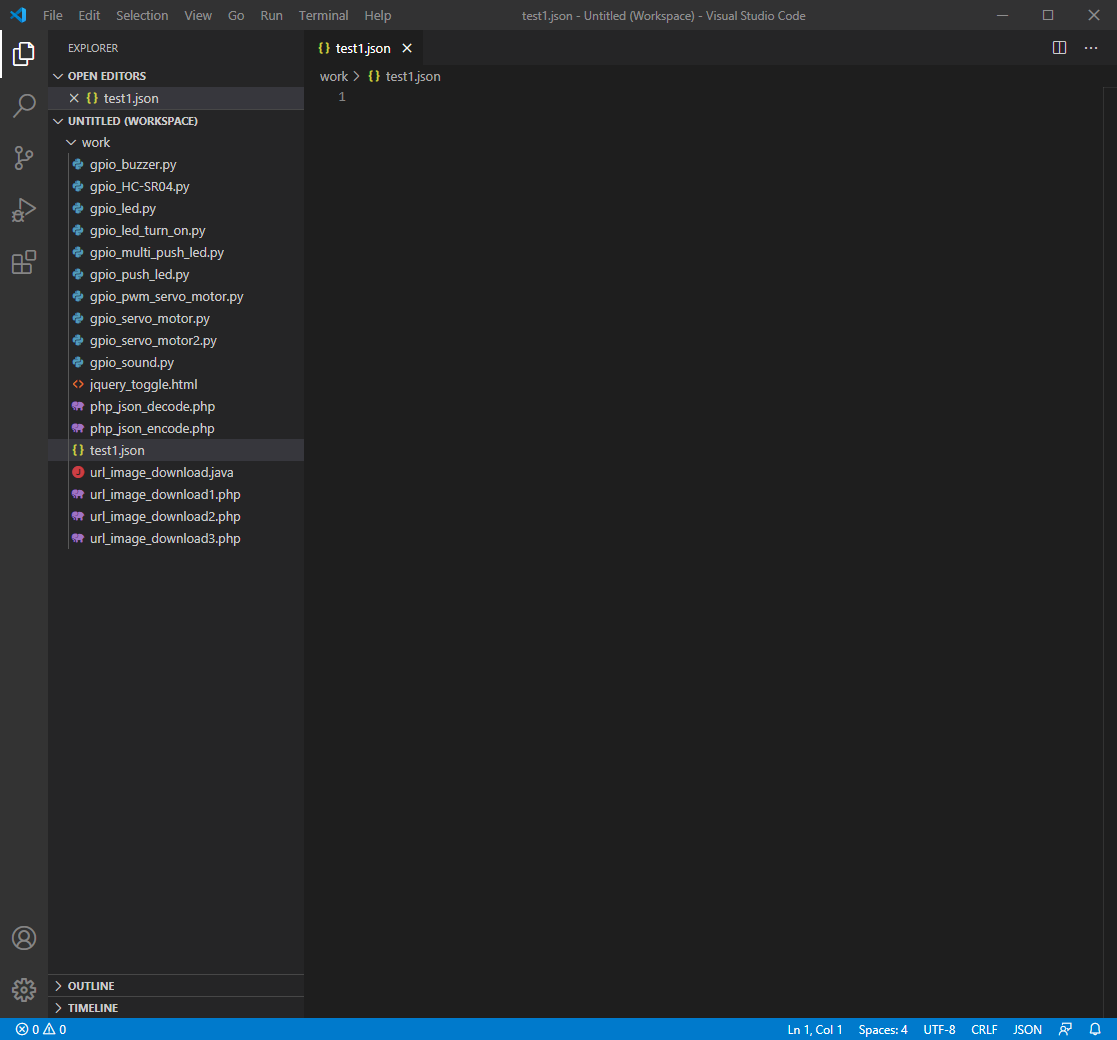 File Edit Selection View Go Run Terminal Help test1.json - Untitled (Workspace) - Visual Studio Code
EXPLORER
OPEN EDITORS
{} test1.json
UNTITLED (WORKSPACE)
work
gpio_buzzer.py
gpio_HC-SR04.py
gpio_led.py
gpio_led_turn_on.py
gpio_multi_push_led.py
gpio_push_led.py
gpio_pwm_servo_motor.py
gpio_servo_motor.py
gpio_servo_motor2.py
gpio_sound.py
<> jquery_toggle.html
php_json_decode.php
php_json_encode.php
{} test1.json
J url_image_download.java
url_image_download1.php
url_image_download2.php
url_image_download3.php
OUTLINE
TIMELINE
{} test1.json
work > {} test1.json
1
0 0 Ln 1, Col 1 Spaces: 4 UTF-8 CRLF JSON